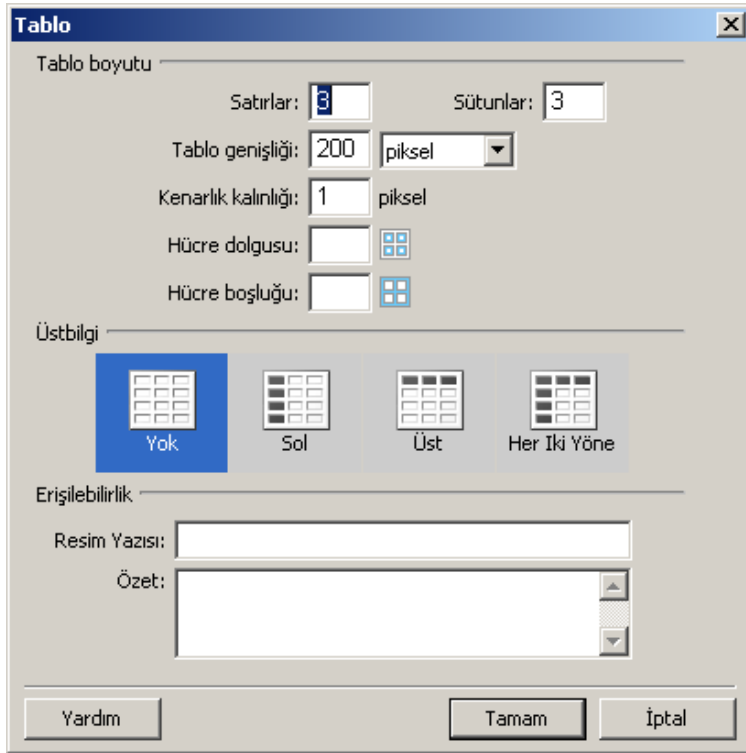 Tablo
Tablo boyutu
Satırlar: 3 Sütunlar: 3
Tablo genişliği: 200 piksel
Kenarlık kalınlığı: 1 piksel
Hücre dolgusu:
Hücre boşluğu:
Üstbilgi
Yok Sol Üst Her Iki Yöne
Erişilebilirlik
Resim Yazısı:
Özet:
Yardım Tamam İptal